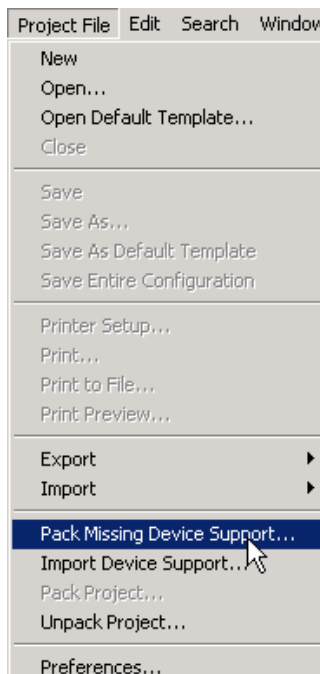 Project File Edit Search Window
New
Open...
Open Default Template...
Close
Save
Save As...
Save As Default Template
Save Entire Configuration
Printer Setup...
Print...
Print to File...
Print Preview...
Export
Import
Pack Missing Device Support...
Import Device Support...
Pack Project...
Unpack Project...
Preferences...